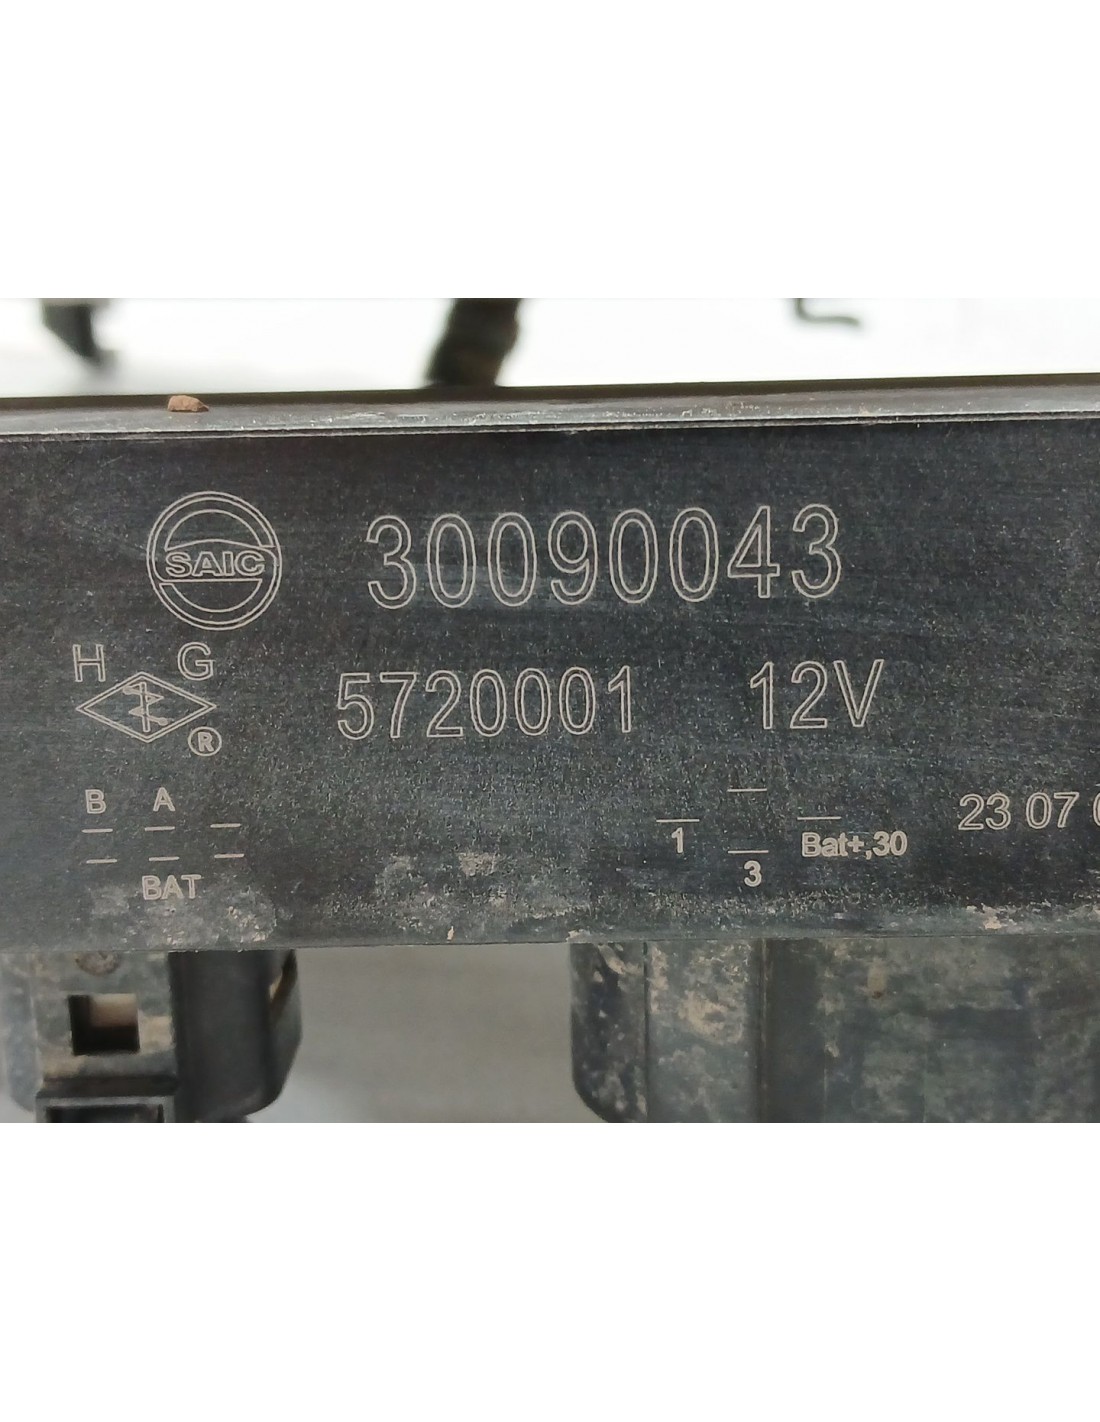 SAIC 30090043
H G
5720001 12V
®
B A
23 07
1 Bat+,30
3
BAT